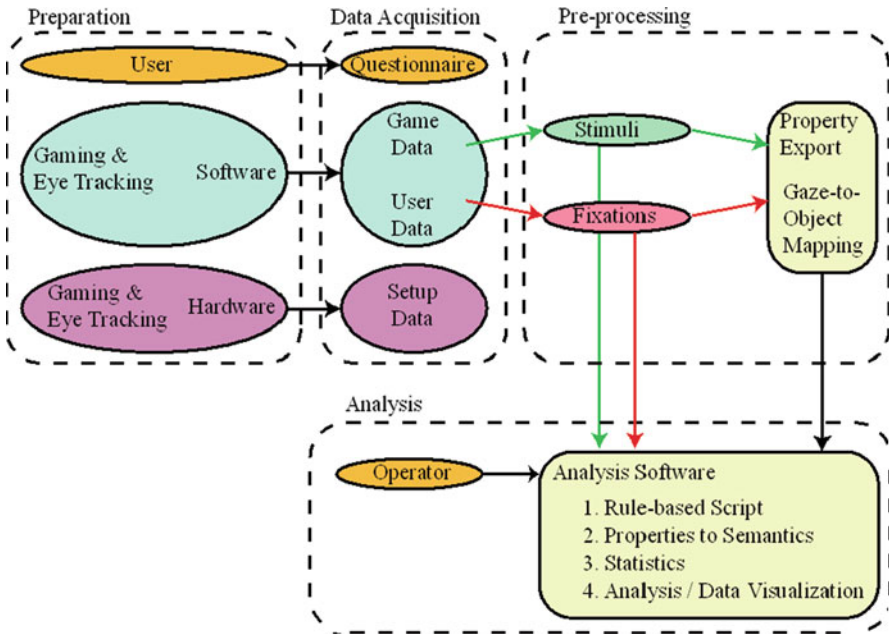 Preparation
Data Acquisition
Pre-processing
User
Questionnaire
Gaming &
Eye Tracking
Software
Game
Data
User
Data
Stimuli
Fixations
Property
Export
Gaze-to-
Object
Mapping
Gaming &
Eye Tracking
Hardware
Setup
Data
Analysis
Operator
Analysis Software
1. Rule-based Script
2. Properties to Semantics
3. Statistics
4. Analysis / Data Visualization